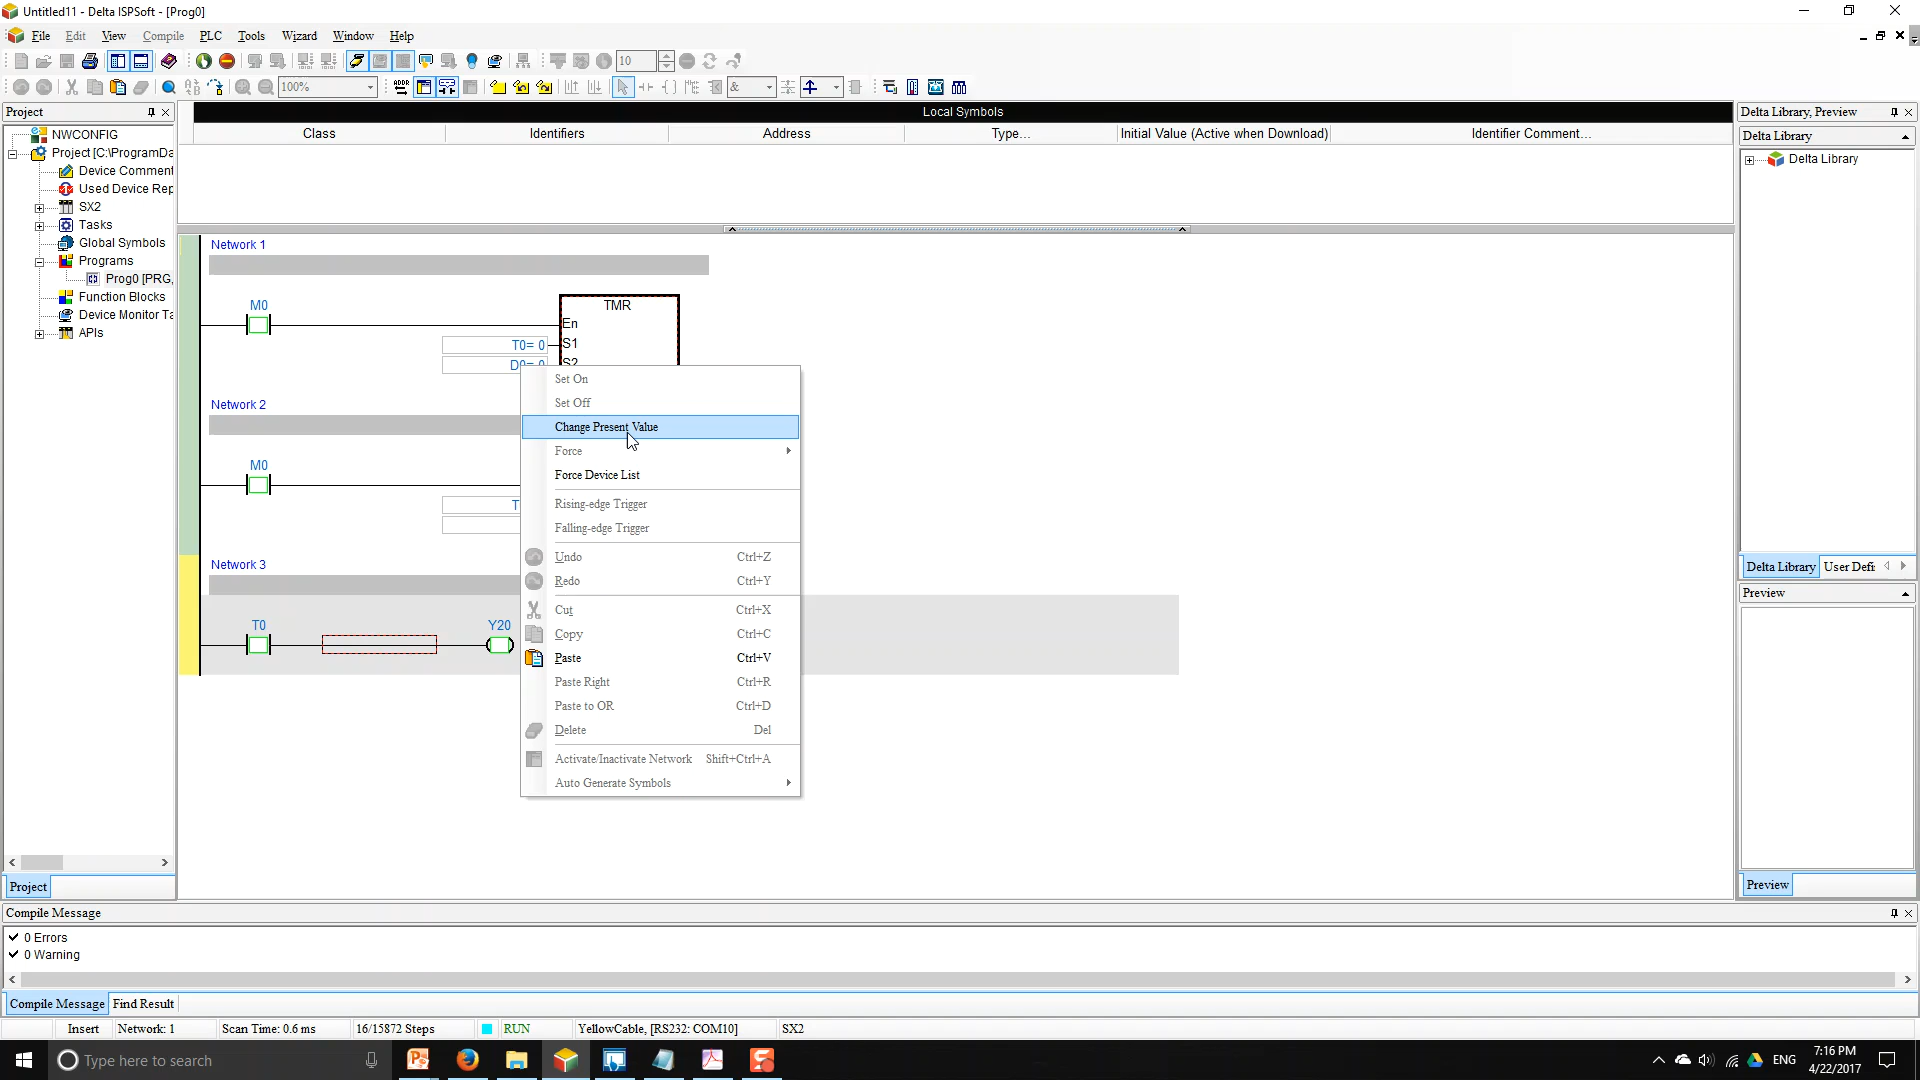 Untitled11 - Delta ISPSoft - [Prog0]
File Edit View Compile PLC Tools Wizard Window Help
10
100%
&
Project
NWCONFIG
Project [C:\ProgramDa
Device Comment
Used Device Rep
SX2
Tasks
Global Symbols
Programs
Prog0 [PRG,
Function Blocks
Device Monitor Ta
APIs
Project
Local Symbols
Class Identifiers Address Type... Initial Value (Active when Download) Identifier Comment...
Network 1
M0
TMR
En
T0= 0 S1
D0= 0 S2
Network 2
M0
T
Network 3
T0
Y20
Set On
Set Off
Change Present Value
Force
Force Device List
Rising-edge Trigger
Falling-edge Trigger
Undo Ctrl+Z
Redo Ctrl+Y
Cut Ctrl+X
Copy Ctrl+C
Paste Ctrl+V
Paste Right Ctrl+R
Paste to OR Ctrl+D
Delete Del
Activate/Inactivate Network Shift+Ctrl+A
Auto Generate Symbols
Delta Library, Preview
Delta Library
Delta Library
Delta Library User Defi
Preview
Preview
Compile Message
0 Errors
0 Warning
Compile Message Find Result
Insert Network: 1 Scan Time: 0.6 ms 16/15872 Steps RUN YellowCable, [RS232: COM10] SX2
Type here to search
ENG
7:16 PM
4/22/2017